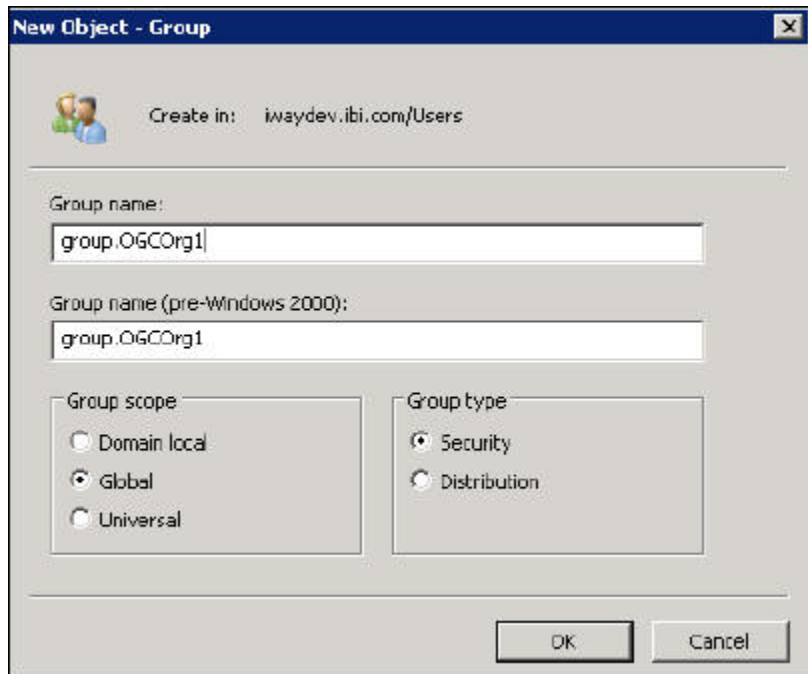 New Object - Group
Create in: iwaydev.ibi.com/Users
Group name:
group.OGCOrg1
Group name (pre-Windows 2000):
group.OGCOrg1
Group scope
Domain local
Global
Universal
Group type
Security
Distribution
OK
Cancel